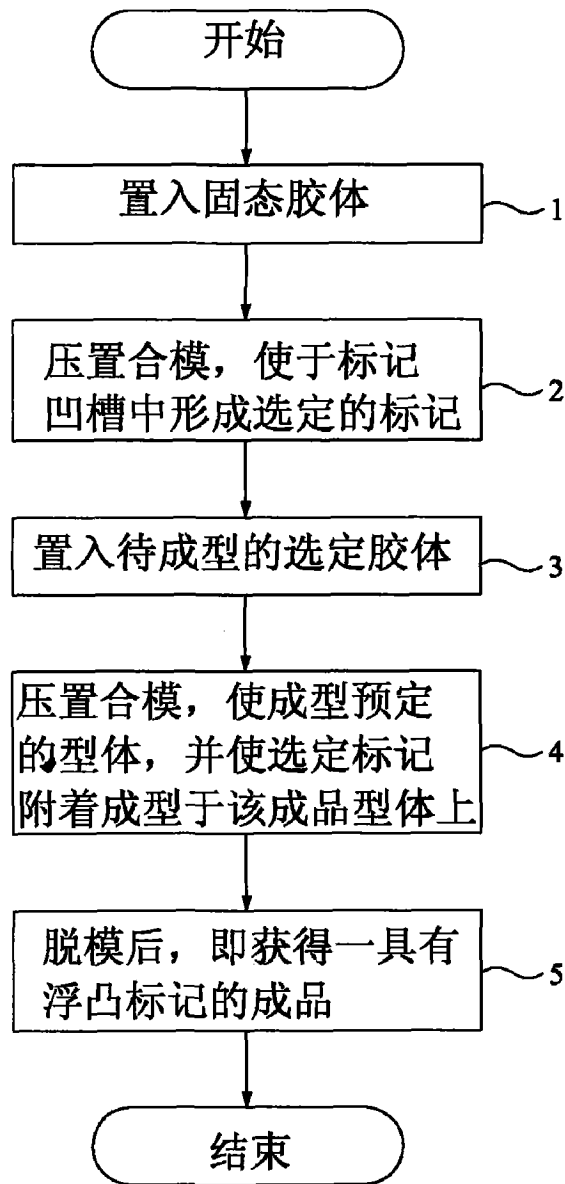 开始
置入固态胶体
1
压置合模，使于标记
凹槽中形成选定的标记
2
置入待成型的选定胶体
3
压置合模，使成型预定
的型体，并使选定标记
附着成型于该成品型体上
4
脱模后，即获得一具有
浮凸标记的成品
5
结束